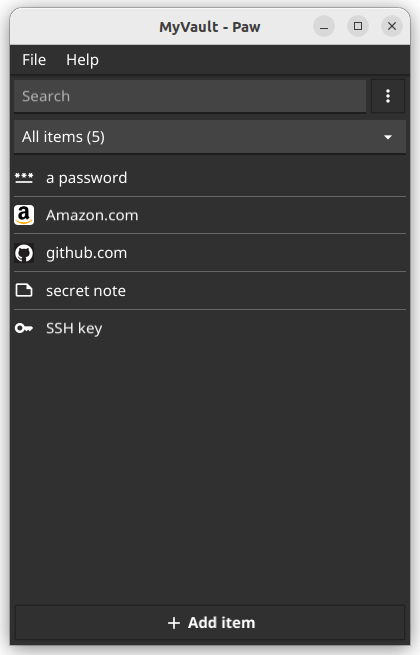 MyVault - Paw
File Help
Search
All items (5)
a password
Amazon.com
github.com
secret note
SSH key
+ Add item